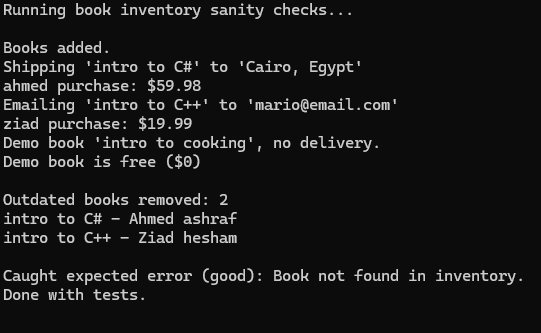 Running book inventory sanity checks...
Books added.
Shipping 'intro to C#' to 'Cairo, Egypt'
ahmed purchase: $59.98
Emailing 'intro to C++' to 'mario@email.com'
ziad purchase: $19.99
Demo book 'intro to cooking', no delivery.
Demo book is free ($0)
Outdated books removed: 2
intro to C# – Ahmed ashraf
intro to C++ – Ziad hesham
Caught expected error (good): Book not found in inventory.
Done with tests.